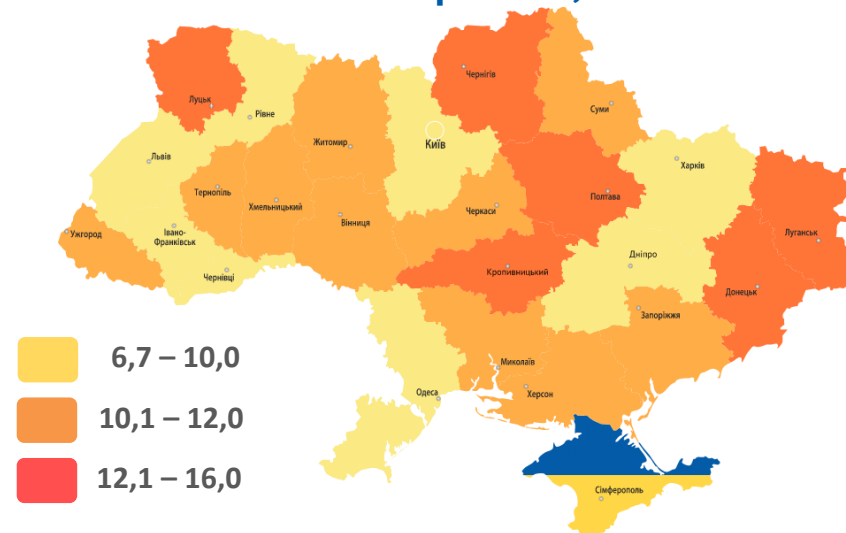 Чернігів
Луцьк
Суми
Рівне
Житомир
Київ
Львів
Харків
Тернопіль
Хмельницький
Полтава
Черкаси
Вінниця
Ужгород
Івано-
Франківськ
Луганськ
Дніпро
Чернівці
Кропивницький
Донецьк
Запоріжжя
6,7 – 10,0
Миколаїв
Одеса
Херсон
10,1 – 12,0
12,1 – 16,0
Сімферополь